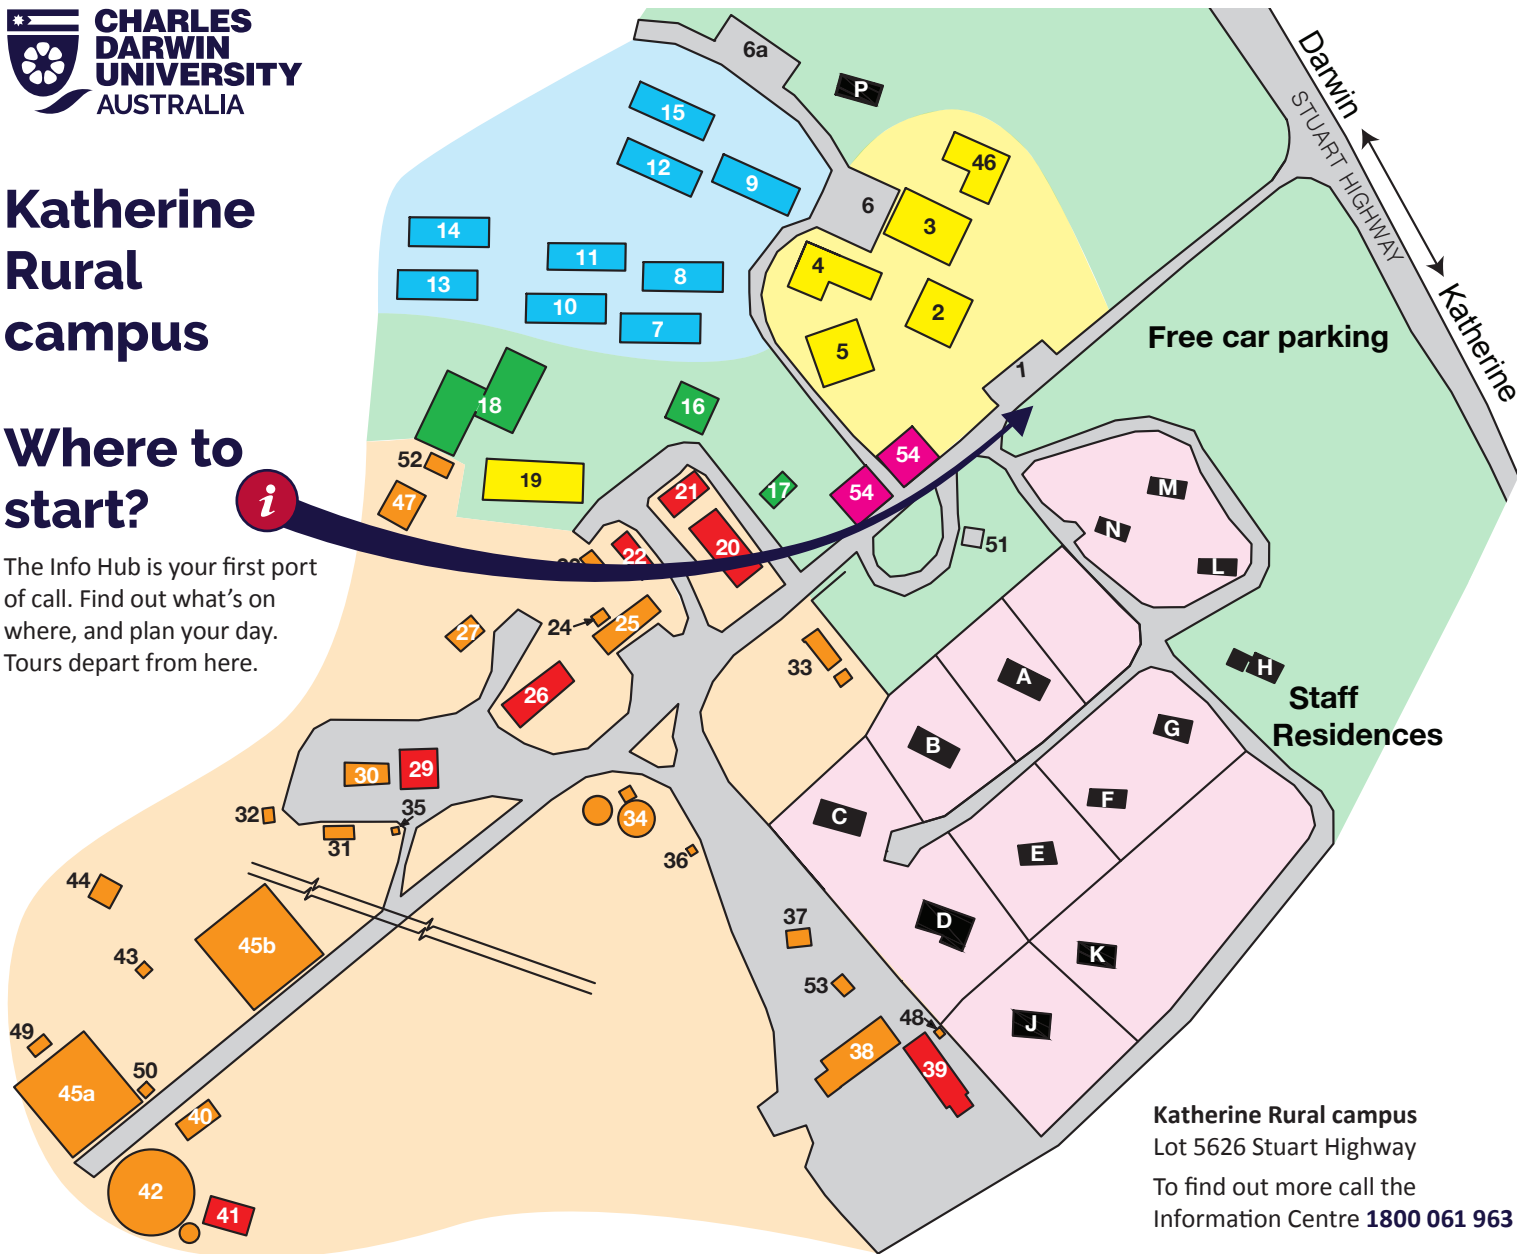 CHARLES
DARWIN
UNIVERSITY
AUSTRALIA
Katherine
Rural
campus
Where to
start?
i
The Info Hub is your first port
of call. Find out what's on
where, and plan your day.
Tours depart from here.
Darwin
STUART HIGHWAY
Katherine
Free car parking
Staff
Residences
6a
P
15
12
9
46
6
3
14
11
4
13
8
10
2
7
5
1
18
16
52
19
54
47
21
17
54
M
N
20
51
22
L
24
25
27
33
H
26
A
G
B
30
29
F
32
35
34
C
31
36
E
44
37
D
45b
K
43
53
49
48
J
38
50
39
45a
40
42
41
Katherine Rural campus
Lot 5626 Stuart Highway
To find out more call the
Information Centre 1800 061 963